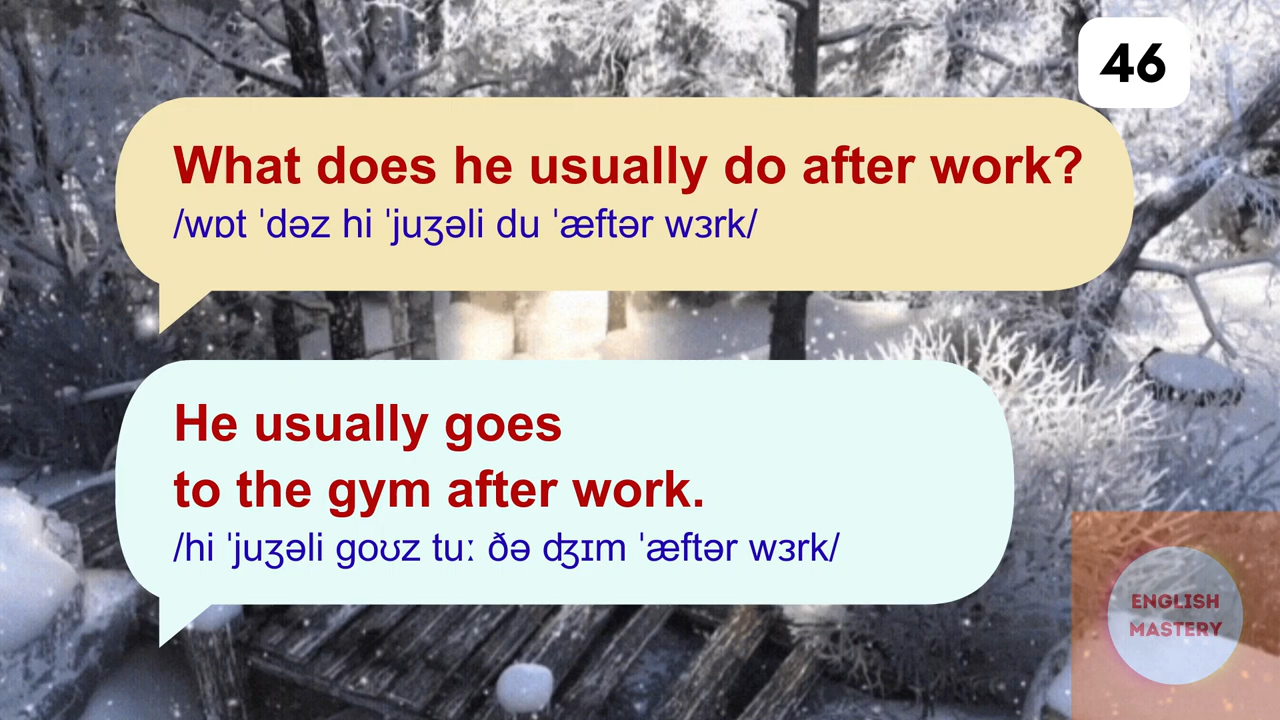 46
What does he usually do after work?
/wɒt ˈdəz hi ˈjuʒəli du ˈæftər wɜrk/
He usually goes
to the gym after work.
/hi ˈjuʒəli goʊz tuː ðə ʤɪm ˈæftər wɜrk/
ENGLISH
MASTERY